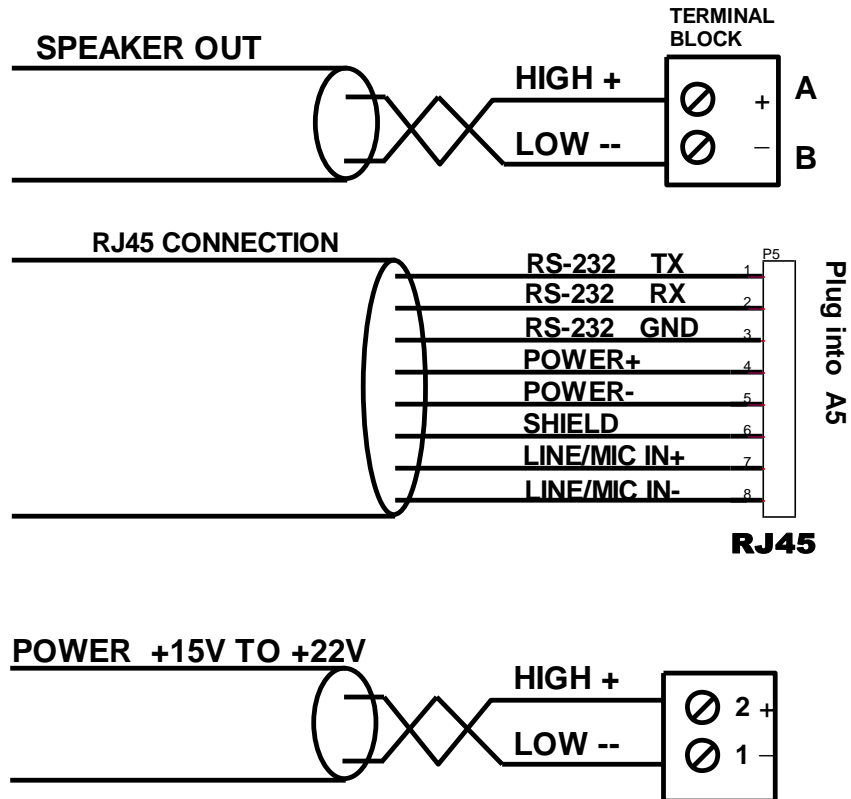 TERMINAL
BLOCK
SPEAKER OUT
HIGH +
LOW --
+
–
A
B
RJ45 CONNECTION
P5
RS-232 TX 1
RS-232 RX 2
RS-232 GND 3
POWER+ 4
POWER- 5
SHIELD 6
LINE/MIC IN+ 7
LINE/MIC IN- 8
Plug into A5
RJ45
POWER +15V TO +22V
HIGH +
LOW --
2 +
1 –